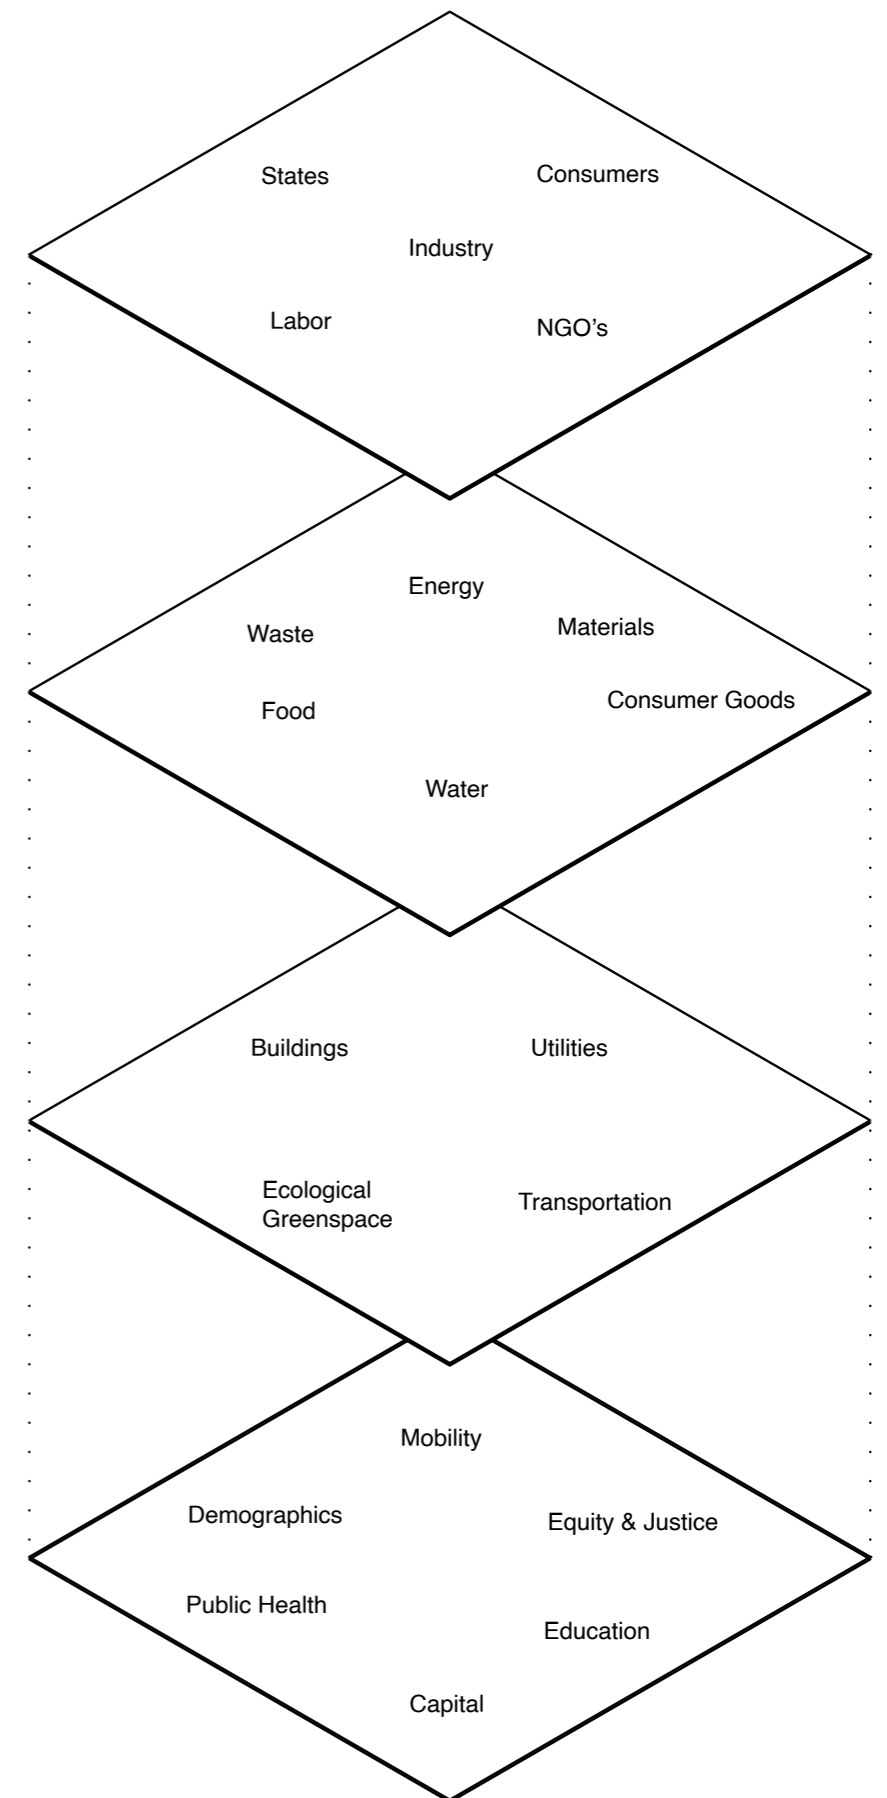 States
Consumers
Industry
Labor
NGO’s
Energy
Materials
Waste
Consumer Goods
Food
Water
Buildings
Utilities
Ecological
Greenspace
Transportation
Mobility
Demographics
Equity & Justice
Public Health
Education
Capital